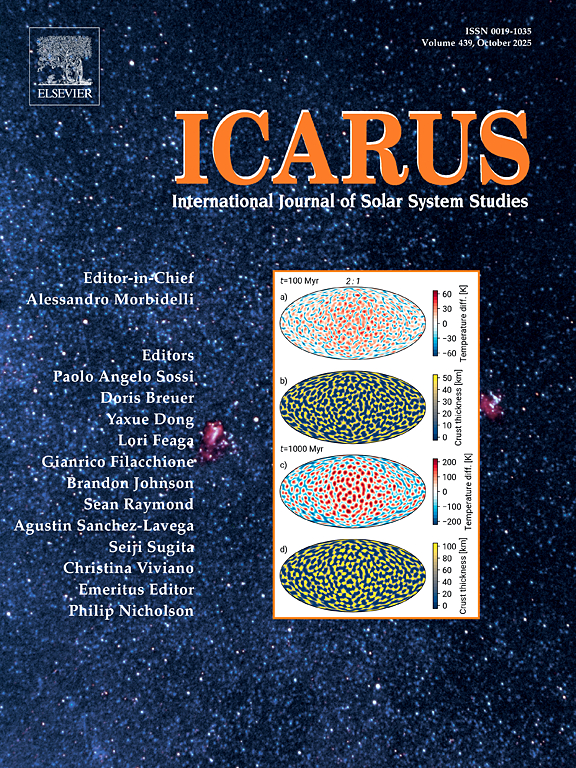 ISSN 0019-1035
Volume 439, October 2025
ELSEVIER
ICARUS
International Journal of Solar System Studies
Editor-in-Chief
Alessandro Morbidelli
Editors
Paolo Angelo Sossi
Doris Breuer
Yaxue Dong
Lori Feaga
Gianrico Filacchione
Brandon Johnson
Sean Raymond
Agustin Sanchez-Lavega
Seiji Sugita
Christina Viviano
Emeritus Editor
Philip Nicholson
t=100 Myr
2 : 1
a)
60
30
0
−30
−60
Temperature diff. [K]
b)
50
40
30
20
10
0
Crust thickness [km]
t=1000 Myr
c)
200
100
0
−100
−200
Temperature diff. [K]
d)
100
80
60
40
20
0
Crust thickness [km]